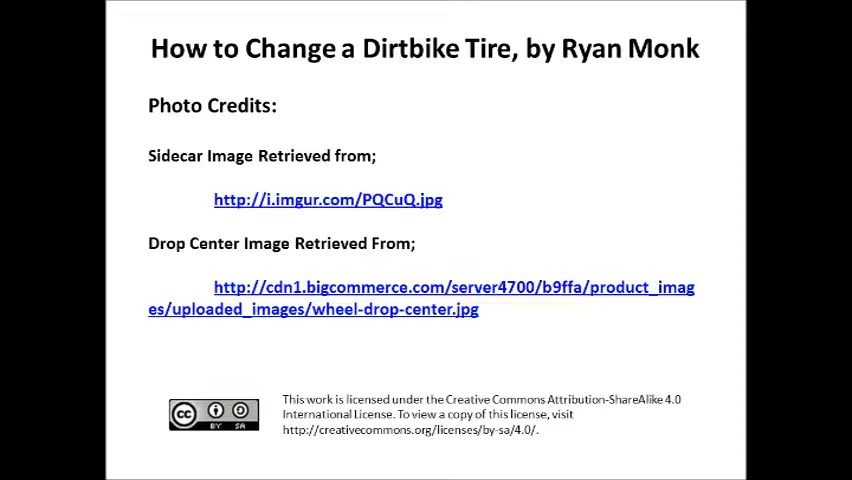 How to Change a Dirtbike Tire, by Ryan Monk
Photo Credits:
Sidecar Image Retrieved from;
http://i.imgur.com/PQCuQ.jpg
Drop Center Image Retrieved From;
http://cdn1.bigcommerce.com/server4700/b9ffa/product_imag
es/uploaded_images/wheel-drop-center.jpg
This work is licensed under the Creative Commons Attribution-ShareAlike 4.0
International License. To view a copy of this license, visit
http://creativecommons.org/licenses/by-sa/4.0/.
cc
BY SA